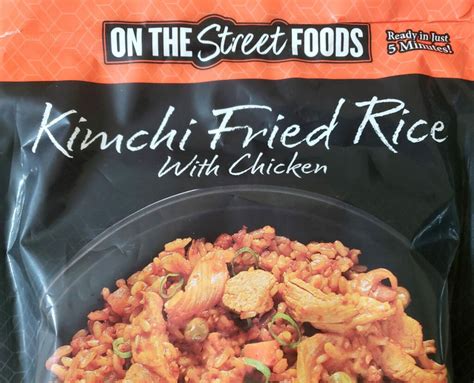 ON THE Street FOODS
Ready in Just
5 Minutes!
Kimchi Fried Rice
With Chicken